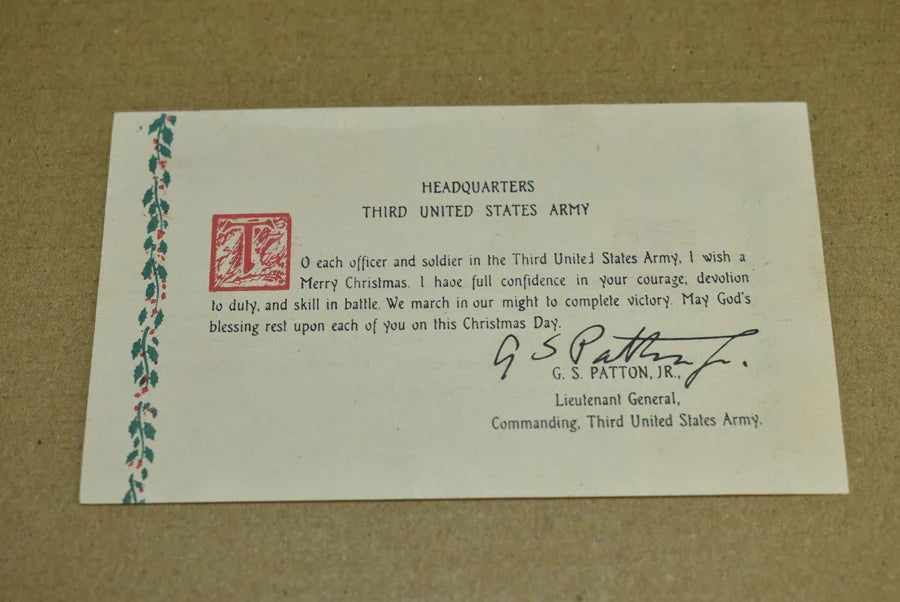 HEADQUARTERS
THIRD UNITED STATES ARMY
TO each officer and soldier in the Third United States Army, I wish a
Merry Christmas. I have full confidence in your courage, devotion
to duty, and skill in battle. We march in our might to complete victory. May God's
blessing rest upon each of you on this Christmas Day.
G S Patton Jr.
G. S. PATTON, JR.,
Lieutenant General,
Commanding, Third United States Army.